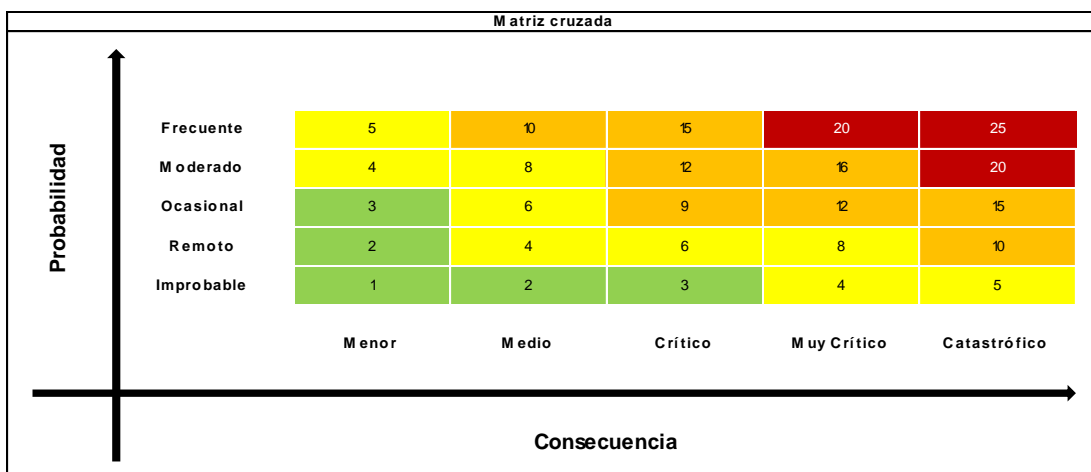 Matriz cruzada
Probabilidad
Frecuente 5 10 15 20 25
Moderado 4 8 12 16 20
Ocasional 3 6 9 12 15
Remoto 2 4 6 8 10
Improbable 1 2 3 4 5
Menor Medio Crítico Muy Crítico Catastrófico
Consecuencia